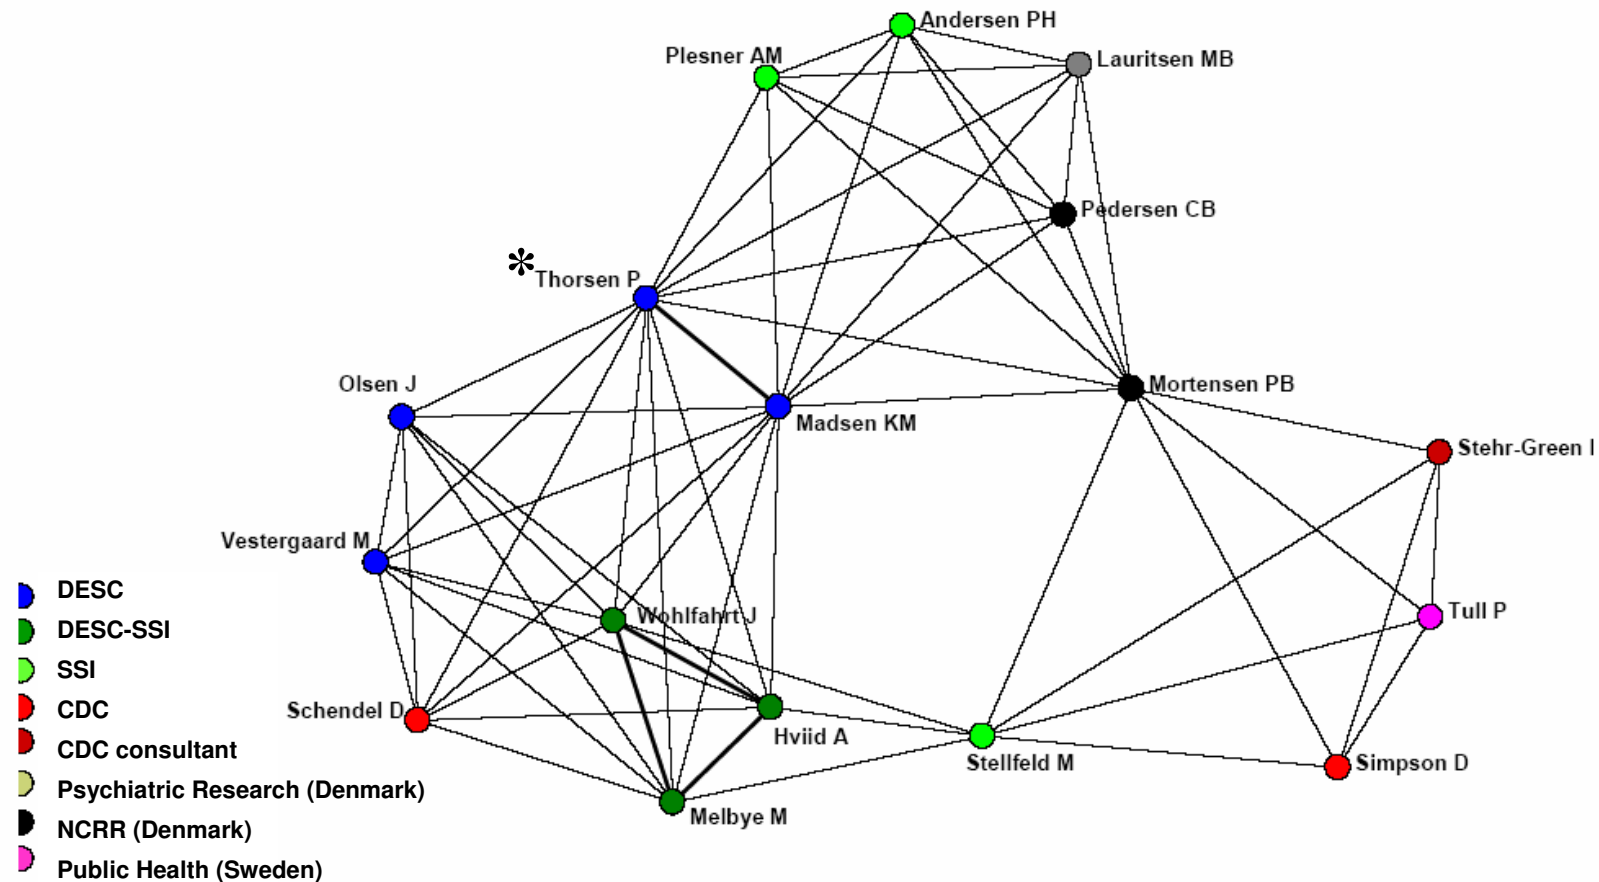 Andersen PH
Plesner AM
Lauritsen MB
Pedersen CB
* Thorsen P
Olsen J
Mortensen PB
Madsen KM
Stehr-Green I
Vestergaard M
DESC
Wohlfahrt J
Tull P
DESC-SSI
SSI
Schendel D
CDC
Hviid A
CDC consultant
Stellfeld M
Simpson D
Psychiatric Research (Denmark)
Melbye M
NCRR (Denmark)
Public Health (Sweden)